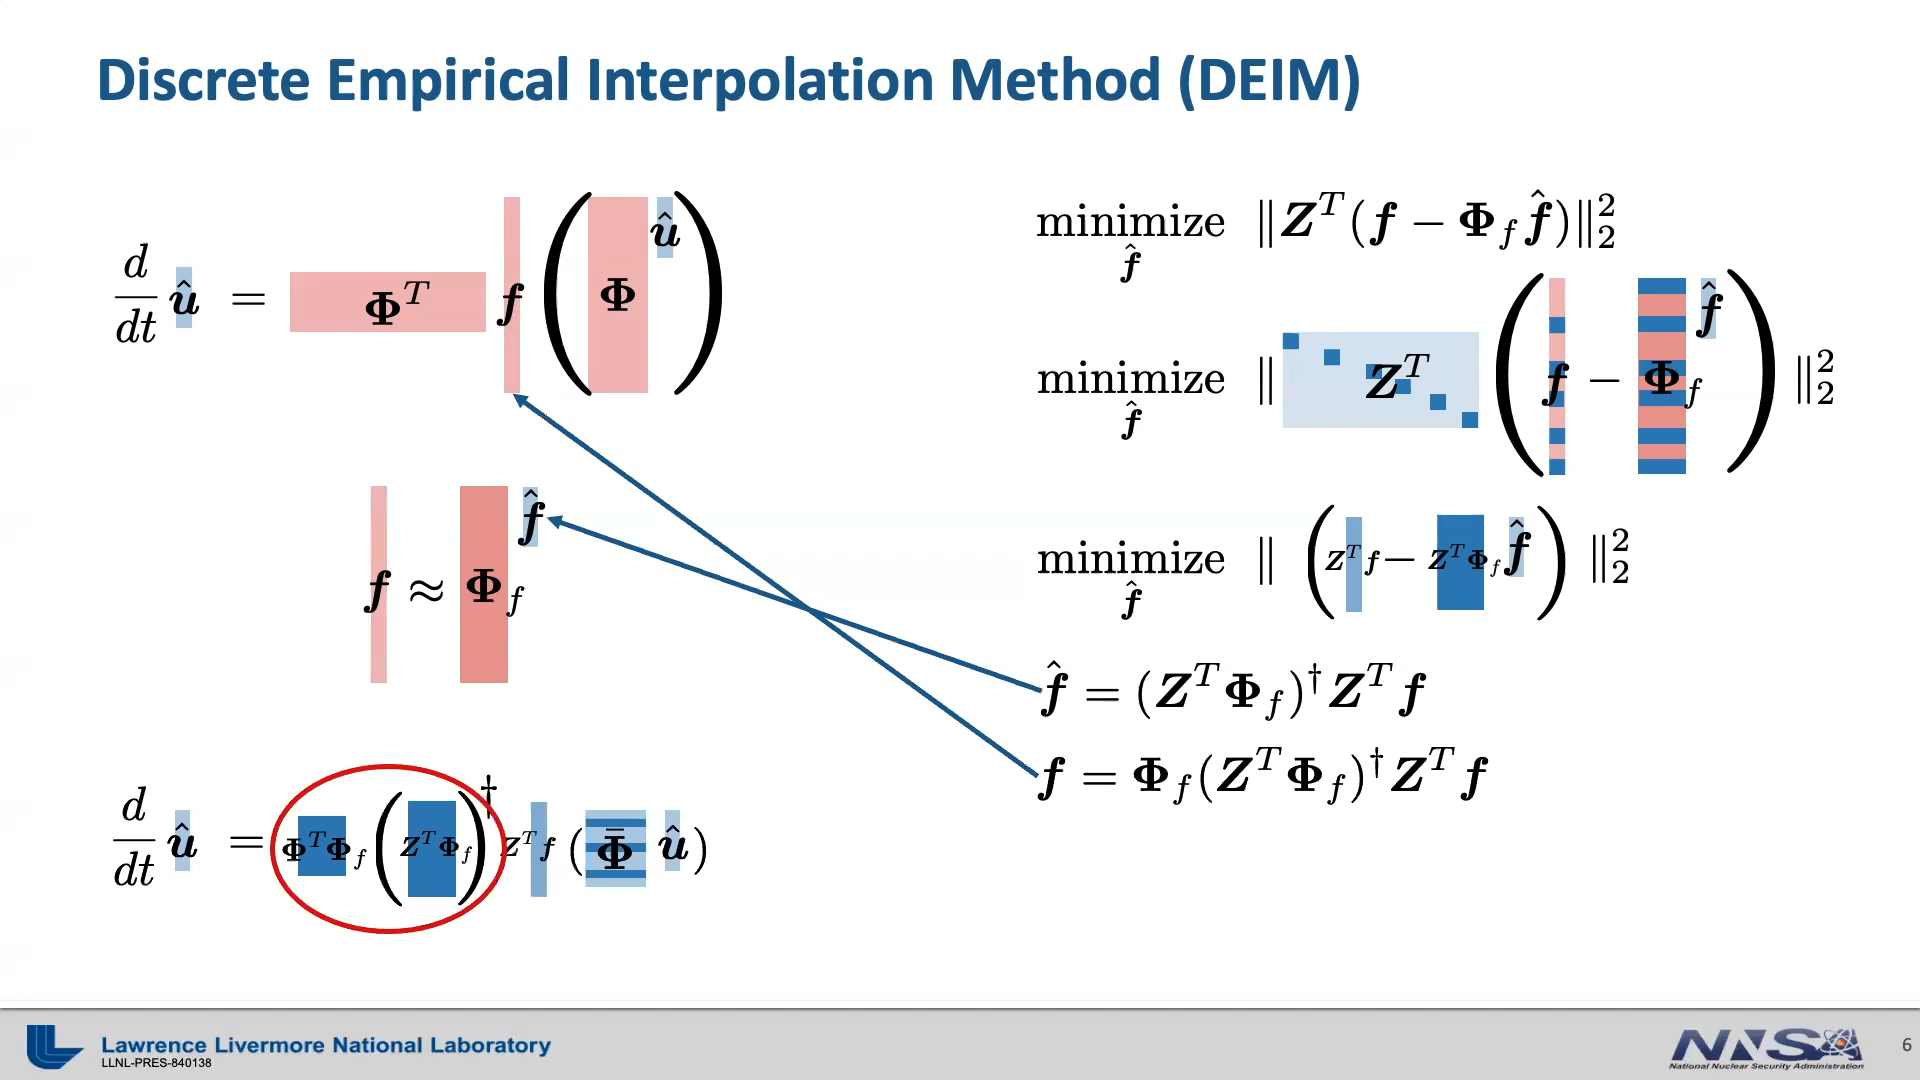 Discrete Empirical Interpolation Method (DEIM)
d/dt û = Φ^T f ( Φ û )
f ≈ Φ_f f̂
d/dt û = Φ^T Φ_f ( Z^T Φ_f )^† Z^T f ( Φ̄ û )
minimize_f̂ ‖Z^T (f − Φ_f f̂)‖_2^2
minimize_f̂ ‖ Z^T ( f − Φ_f f̂ ) ‖_2^2
minimize_f̂ ‖ ( Z^T f − Z^T Φ_f f̂ ) ‖_2^2
f̂ = (Z^T Φ_f)^† Z^T f
f = Φ_f (Z^T Φ_f)^† Z^T f
Lawrence Livermore National Laboratory
LLNL-PRES-840138
NNSA
National Nuclear Security Administration
6